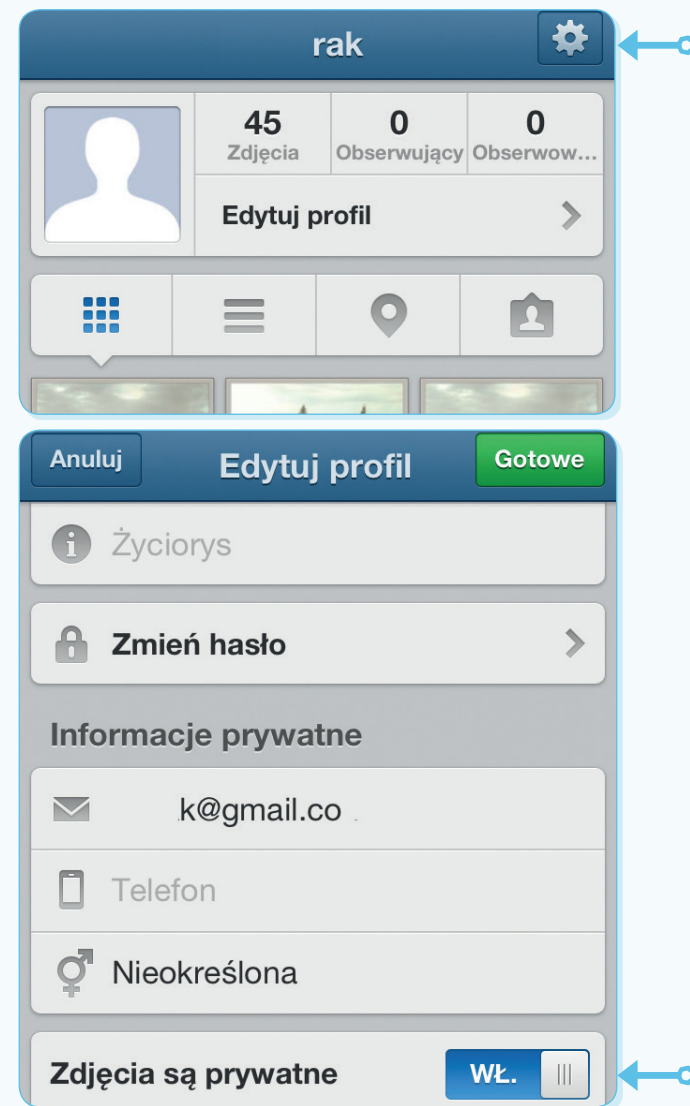 rak
45 0 0
Zdjęcia Obserwujący Obserwow...
Edytuj profil
Anuluj Edytuj profil Gotowe
Życiorys
Zmień hasło
Informacje prywatne
k@gmail.co
Telefon
Nieokreślona
Zdjęcia są prywatne WŁ.